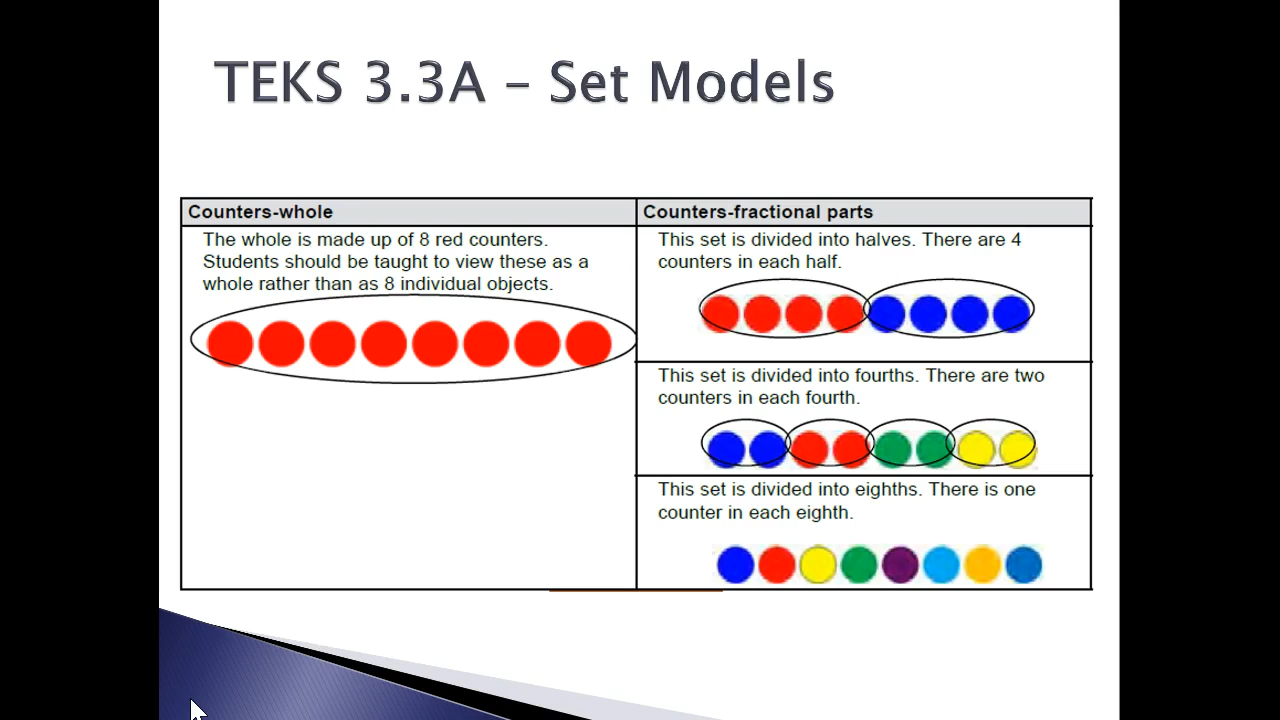 TEKS 3.3A – Set Models
Counters-whole
The whole is made up of 8 red counters.
Students should be taught to view these as a
whole rather than as 8 individual objects.
Counters-fractional parts
This set is divided into halves. There are 4
counters in each half.
This set is divided into fourths. There are two
counters in each fourth.
This set is divided into eighths. There is one
counter in each eighth.